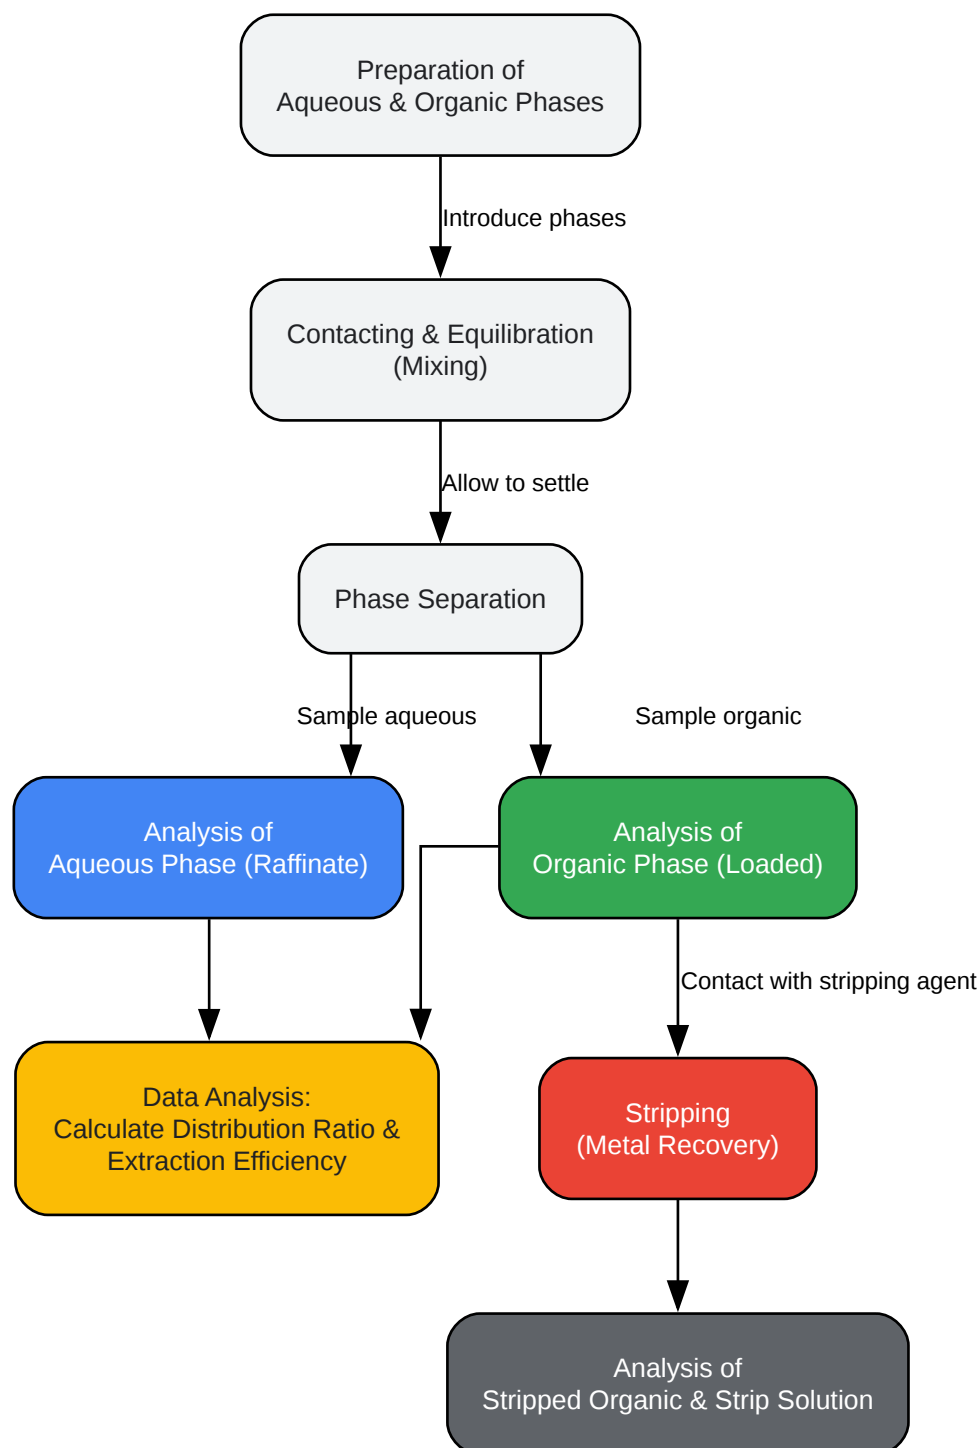 Preparation of
Aqueous & Organic Phases
Introduce phases
Contacting & Equilibration
(Mixing)
Allow to settle
Phase Separation
Sample aqueous
Sample organic
Analysis of
Aqueous Phase (Raffinate)
Analysis of
Organic Phase (Loaded)
Contact with stripping agent
Data Analysis:
Calculate Distribution Ratio &
Extraction Efficiency
Stripping
(Metal Recovery)
Analysis of
Stripped Organic & Strip Solution